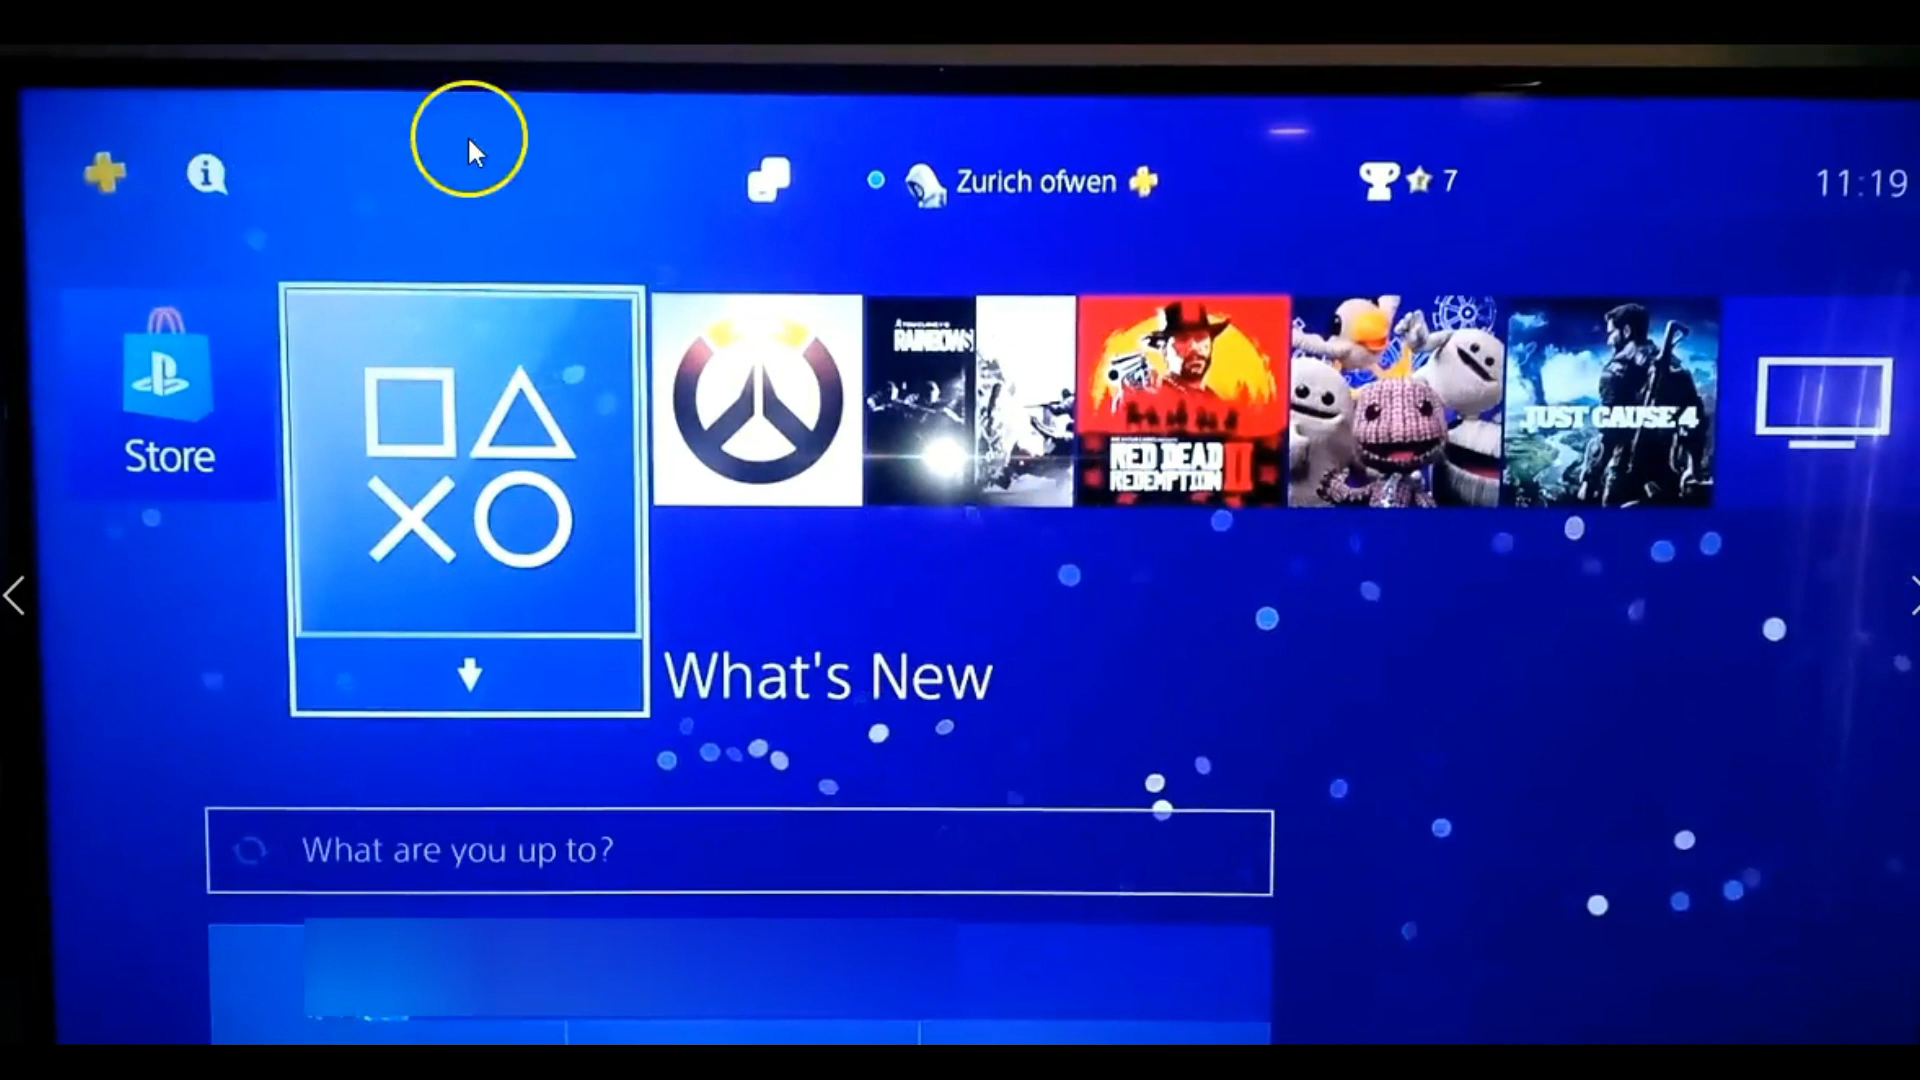 Zurich ofwen
7
11:19
Store
RAINBOW
RED DEAD
REDEMPTION II
JUST CAUSE 4
What's New
What are you up to?